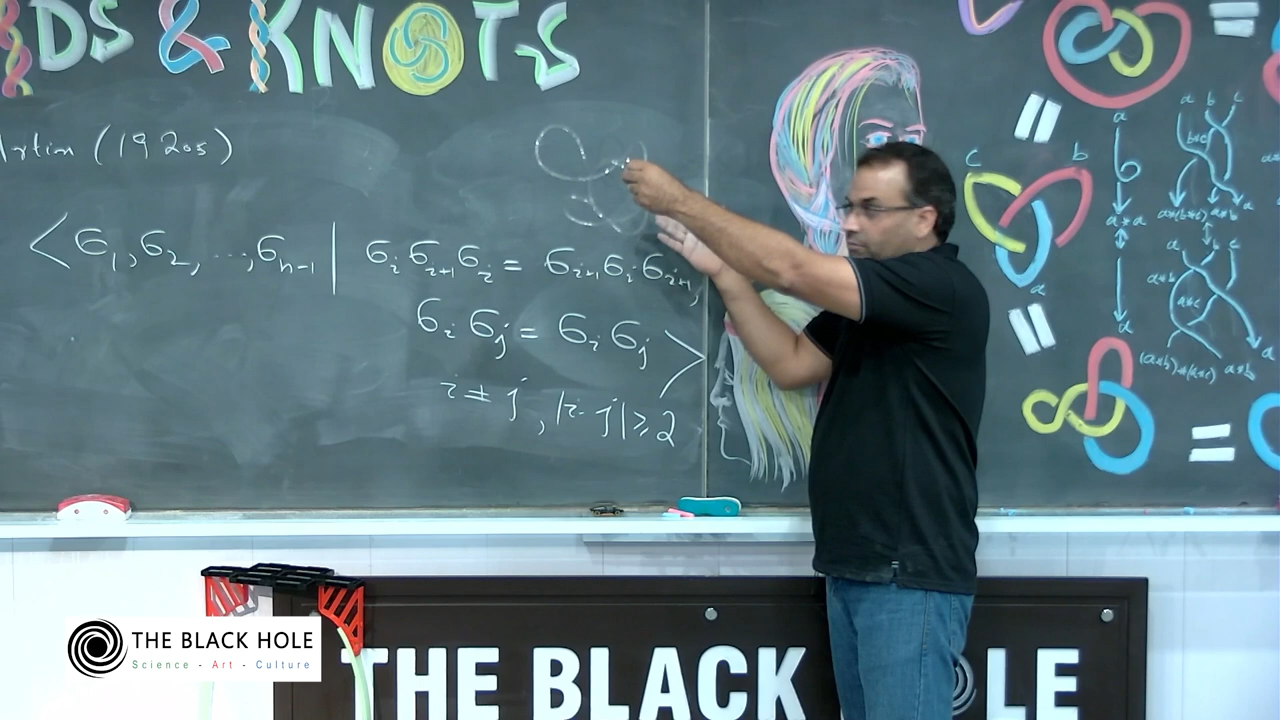 DS & KNOTS
Artin (1920s)
< σ₁, σ₂, ..., σₙ₋₁ | σᵢ σᵢ₊₁ σᵢ = σᵢ₊₁ σᵢ σᵢ₊₁,
σᵢ σⱼ = σᵢ σⱼ >
i ± j, |i - j| ≥ 2
a
a b c
b*c
a*a
a*(b*c) a*b a
c b
a
a
a b c
a*b
a*c
(a*b)*(a*c) a*b a
THE BLACK HOLE
Science - Art - Culture
THE BLACK
LE